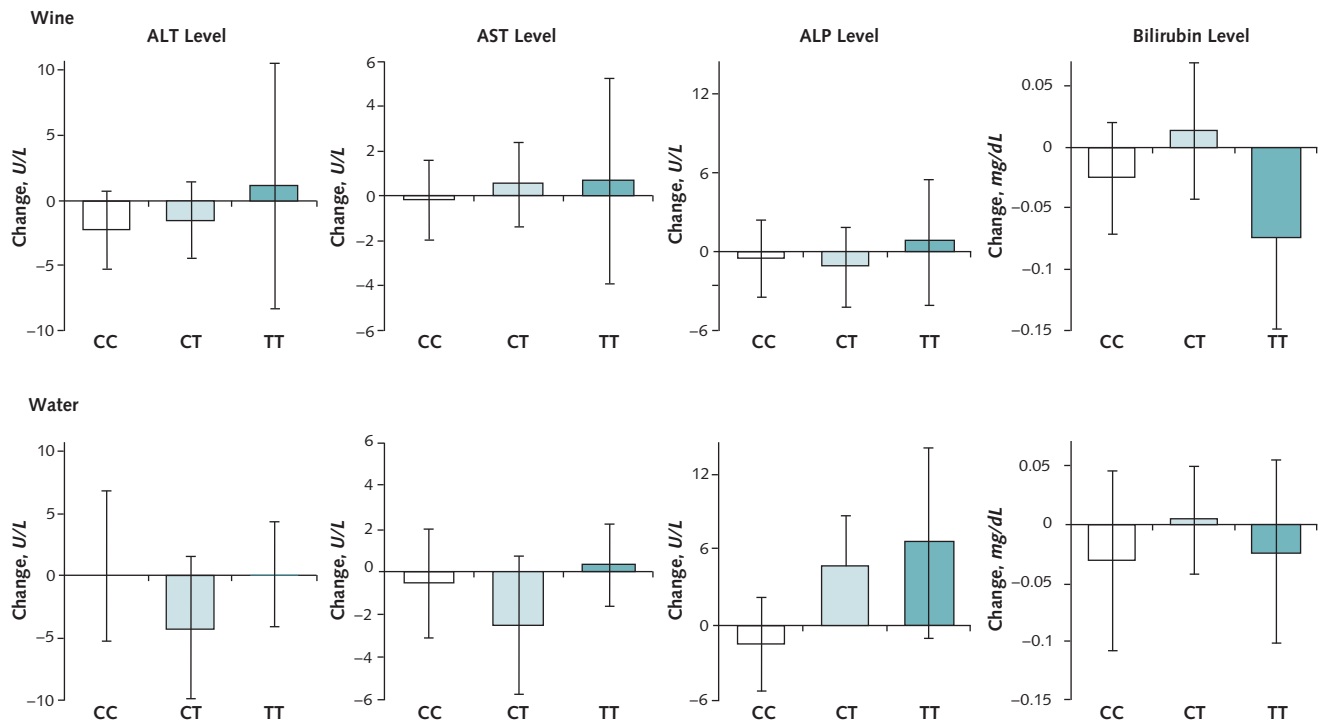 Wine
ALT Level
AST Level
ALP Level
Bilirubin Level
Change, U/L
10
5
0
−5
−10
CC CT TT
Change, U/L
6
4
2
0
−2
−4
−6
CC CT TT
Change, U/L
12
6
0
−6
CC CT TT
Change, mg/dL
0.05
0
−0.05
−0.1
−0.15
CC CT TT
Water
Change, U/L
10
5
0
−5
−10
CC CT TT
Change, U/L
6
4
2
0
−2
−4
−6
CC CT TT
Change, U/L
12
6
0
−6
CC CT TT
Change, mg/dL
0.05
0
−0.05
−0.1
−0.15
CC CT TT